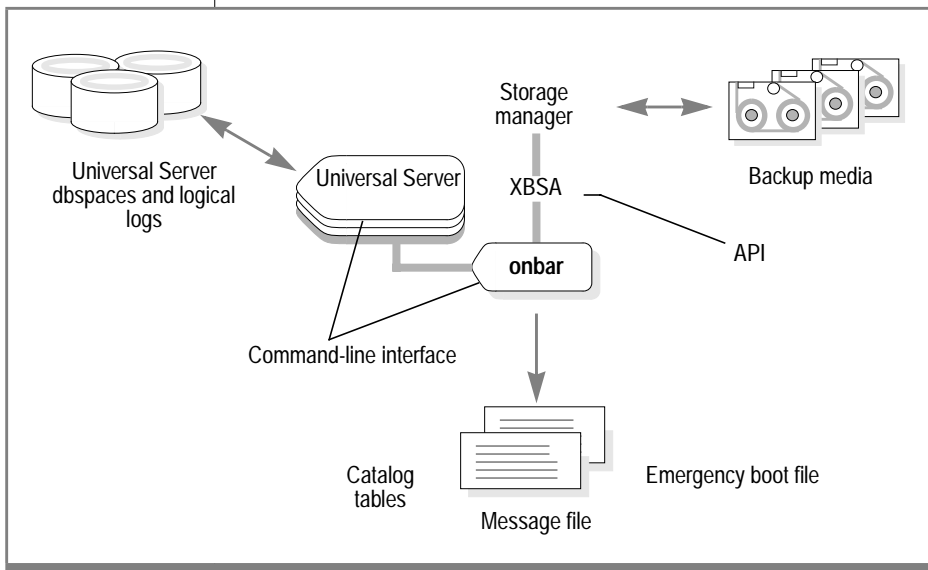 Storage
manager
Universal Server
dbspaces and logical
logs
Universal Server
XBSA
Backup media
API
onbar
Command-line interface
Catalog
tables
Emergency boot file
Message file